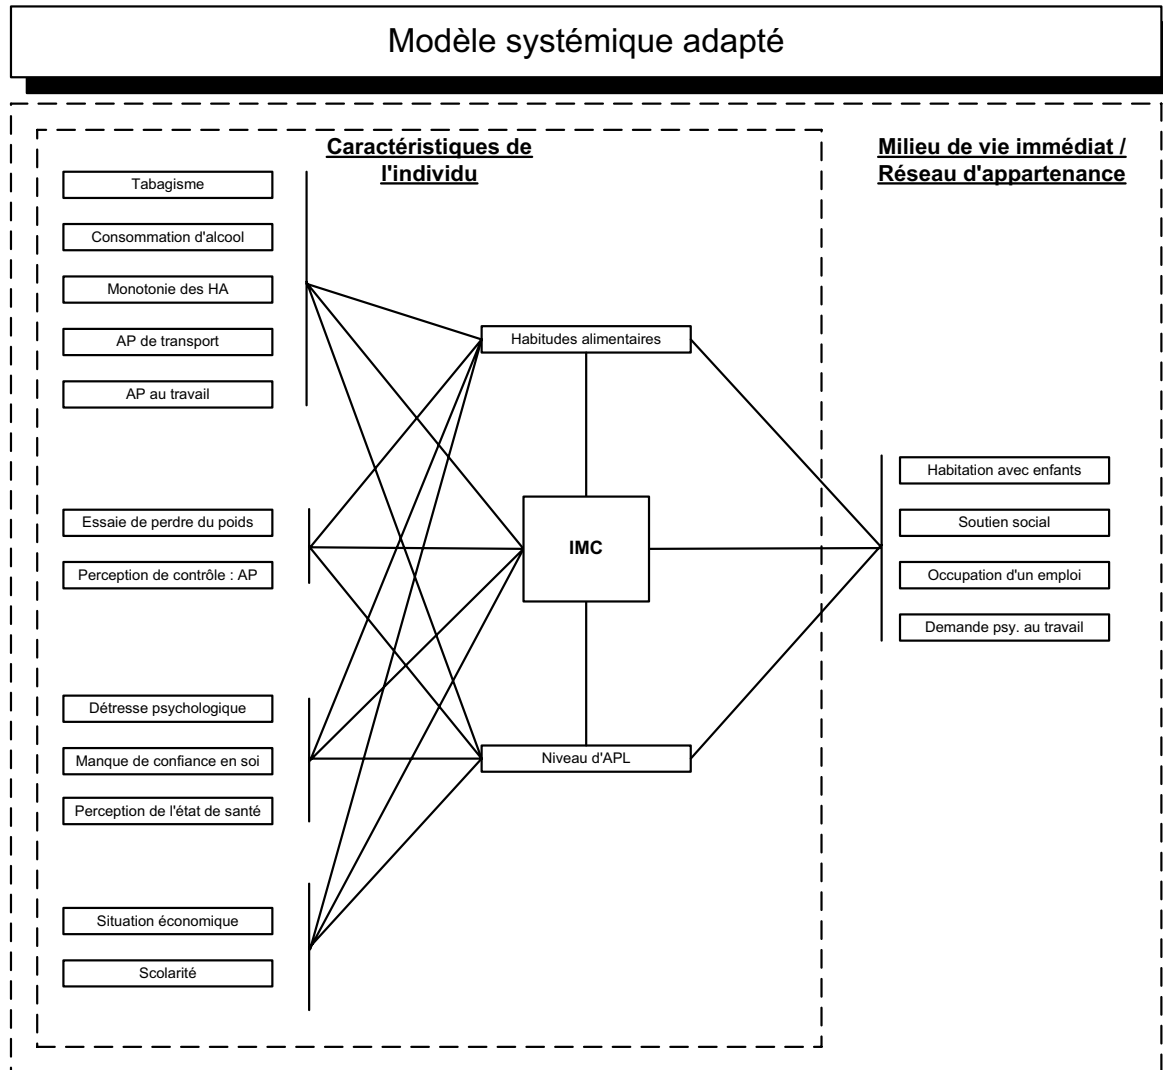 Modèle systémique adapté
Caractéristiques de
l'individu
Milieu de vie immédiat /
Réseau d'appartenance
Tabagisme
Consommation d'alcool
Monotonie des HA
AP de transport
AP au travail
Habitudes alimentaires
Essaie de perdre du poids
Perception de contrôle : AP
IMC
Habitation avec enfants
Soutien social
Occupation d'un emploi
Demande psy. au travail
Détresse psychologique
Manque de confiance en soi
Perception de l'état de santé
Niveau d'APL
Situation économique
Scolarité